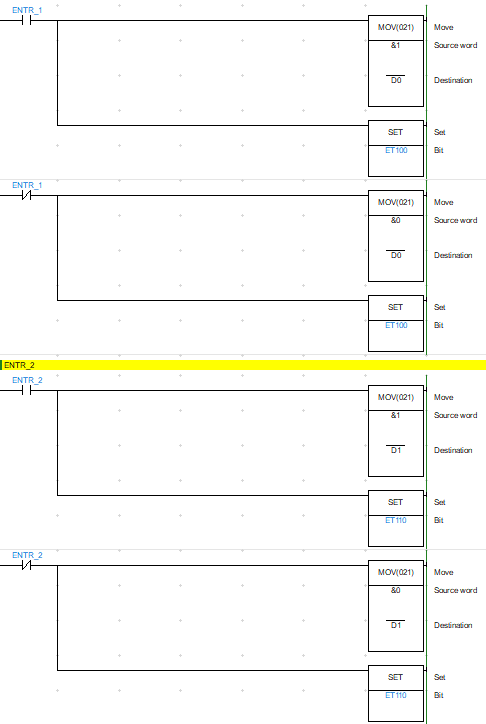 ENTR_1
MOV(021) Move
&1 Source word
D0 Destination
SET Set
ET100 Bit
ENTR_1
MOV(021) Move
&0 Source word
D0 Destination
SET Set
ET100 Bit
ENTR_2
ENTR_2
MOV(021) Move
&1 Source word
D1 Destination
SET Set
ET110 Bit
ENTR_2
MOV(021) Move
&0 Source word
D1 Destination
SET Set
ET110 Bit